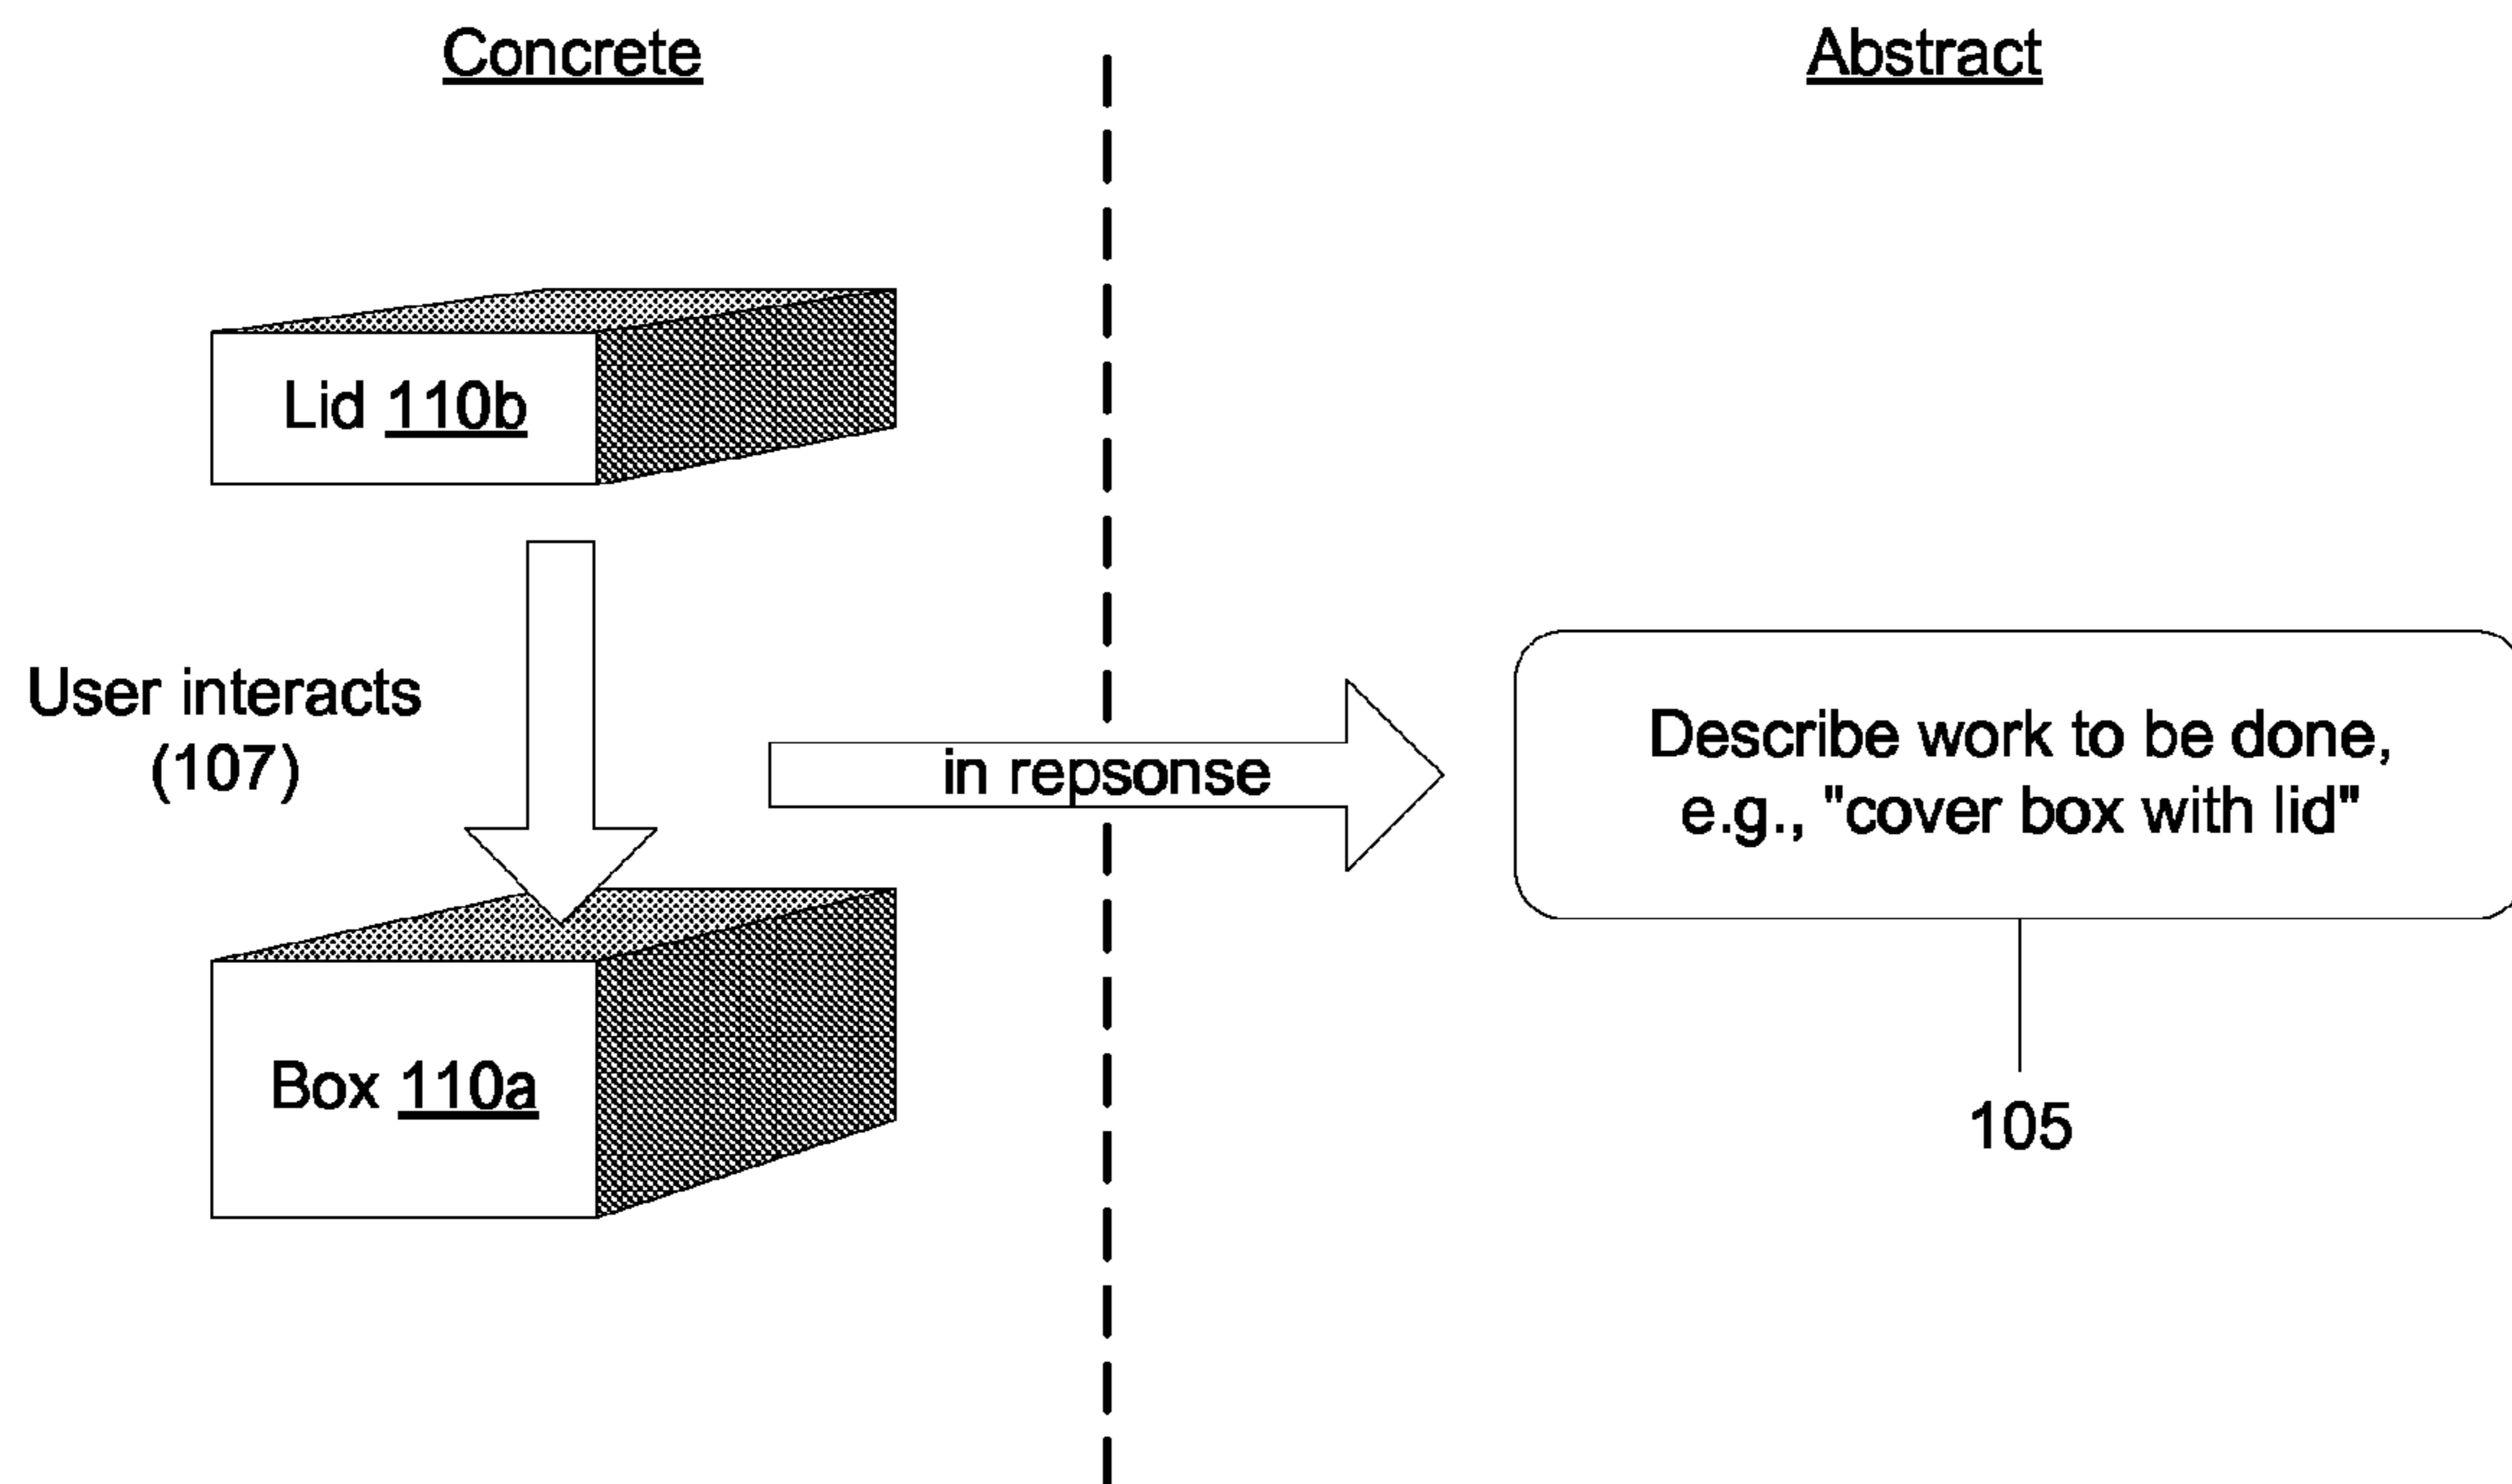 Concrete
Abstract
Lid 110b
User interacts
(107)
in repsonse
Describe work to be done,
e.g., "cover box with lid"
Box 110a
105